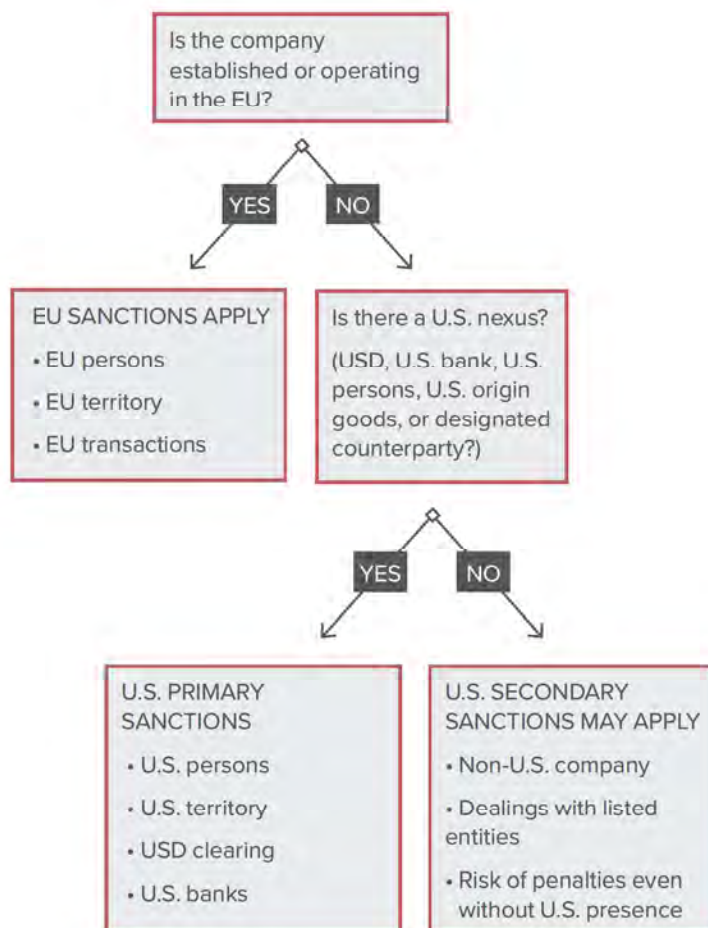 Is the company
established or operating
in the EU?
YES
NO
EU SANCTIONS APPLY
• EU persons
• EU territory
• EU transactions
Is there a U.S. nexus?
(USD, U.S. bank, U.S.
persons, U.S. origin
goods, or designated
counterparty?)
YES
NO
U.S. PRIMARY
SANCTIONS
• U.S. persons
• U.S. territory
• USD clearing
• U.S. banks
U.S. SECONDARY
SANCTIONS MAY APPLY
• Non-U.S. company
• Dealings with listed
entities
• Risk of penalties even
without U.S. presence